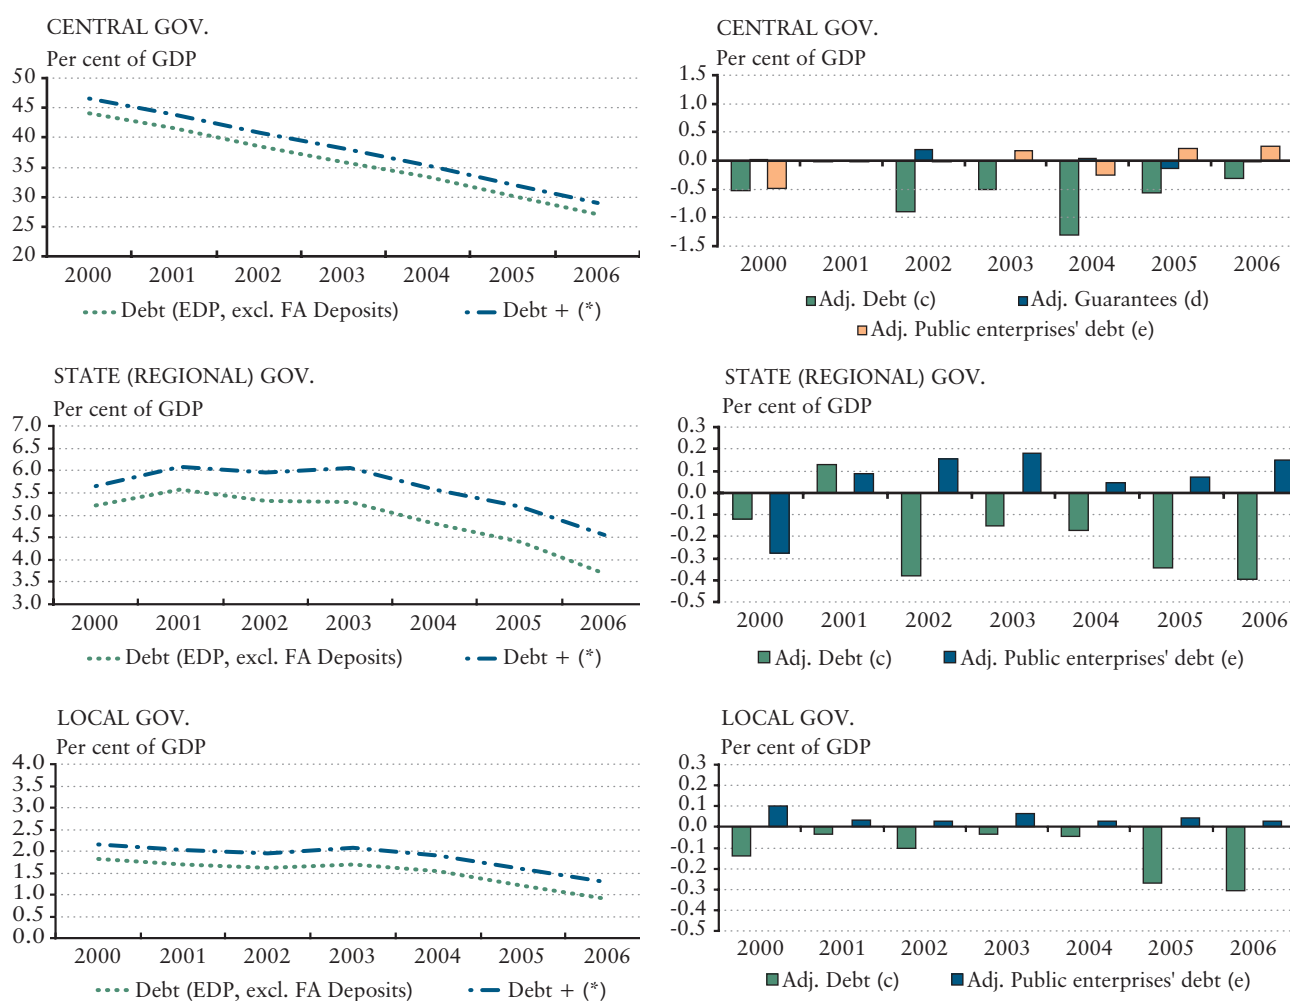 CENTRAL GOV.
Per cent of GDP
50
45
40
35
30
25
20
2000 2001 2002 2003 2004 2005 2006
Debt (EDP, excl. FA Deposits) Debt + (*)
CENTRAL GOV.
Per cent of GDP
1.5
1.0
0.5
0.0
-0.5
-1.0
-1.5
2000 2001 2002 2003 2004 2005 2006
Adj. Debt (c) Adj. Guarantees (d)
Adj. Public enterprises' debt (e)
STATE (REGIONAL) GOV.
Per cent of GDP
7.0
6.5
6.0
5.5
5.0
4.5
4.0
3.5
3.0
2000 2001 2002 2003 2004 2005 2006
Debt (EDP, excl. FA Deposits) Debt + (*)
STATE (REGIONAL) GOV.
Per cent of GDP
0.3
0.2
0.1
0.0
-0.1
-0.2
-0.3
-0.4
-0.5
2000 2001 2002 2003 2004 2005 2006
Adj. Debt (c) Adj. Public enterprises' debt (e)
LOCAL GOV.
Per cent of GDP
4.0
3.5
3.0
2.5
2.0
1.5
1.0
0.5
0.0
2000 2001 2002 2003 2004 2005 2006
Debt (EDP, excl. FA Deposits) Debt + (*)
LOCAL GOV.
Per cent of GDP
0.3
0.2
0.1
0.0
-0.1
-0.2
-0.3
-0.4
-0.5
2000 2001 2002 2003 2004 2005 2006
Adj. Debt (c) Adj. Public enterprises' debt (e)